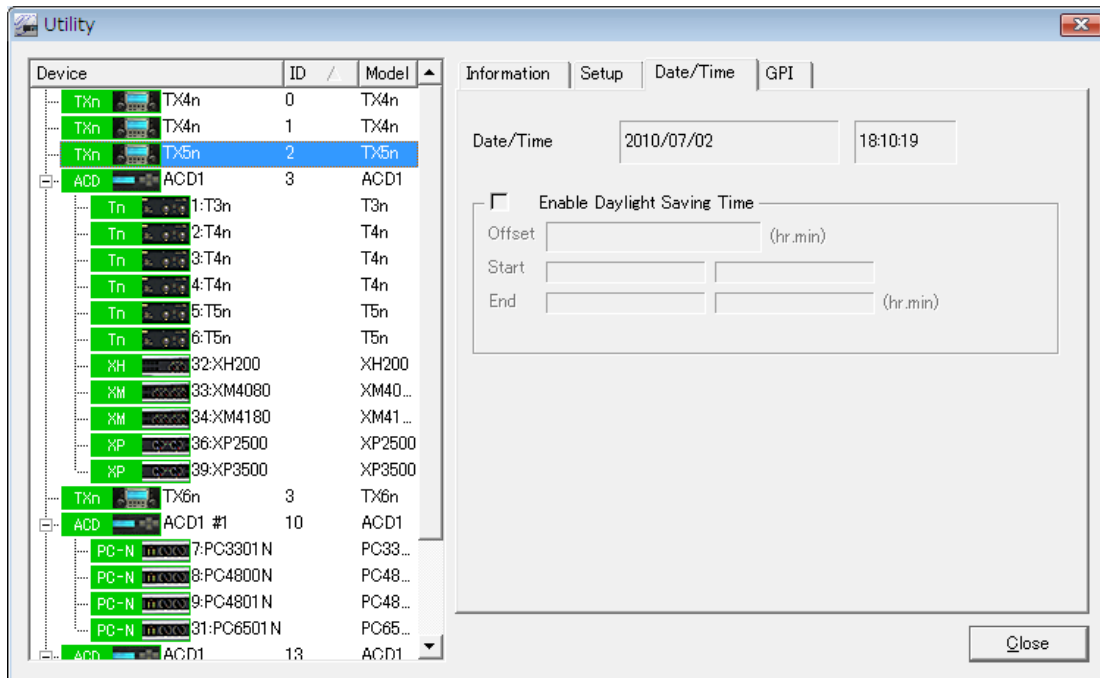 Utility
Device ID Model
TXn TX4n 0 TX4n
TXn TX4n 1 TX4n
TXn TX5n 2 TX5n
ACD ACD1 3 ACD1
Tn 1:T3n T3n
Tn 2:T4n T4n
Tn 3:T4n T4n
Tn 4:T4n T4n
Tn 5:T5n T5n
Tn 6:T5n T5n
XH 32:XH200 XH200
XM 33:XM4080 XM40...
XM 34:XM4180 XM41...
XP 36:XP2500 XP2500
XP 39:XP3500 XP3500
TXn TX6n 3 TX6n
ACD ACD1 #1 10 ACD1
PC-N 7:PC3301N PC33...
PC-N 8:PC4800N PC48...
PC-N 9:PC4801N PC48...
PC-N 31:PC6501N PC65...
ACD ACD1 13 ACD1
Information Setup Date/Time GPI
Date/Time 2010/07/02 18:10:19
Enable Daylight Saving Time
Offset (hr.min)
Start
End (hr.min)
Close